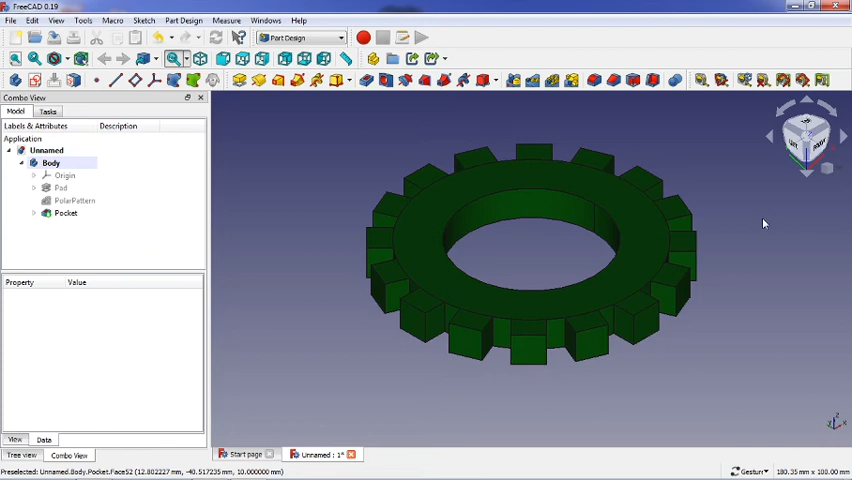 FreeCAD 0.19
File Edit View Tools Macro Sketch Part Design Measure Windows Help
Part Design
Combo View
Model Tasks
Labels & Attributes Description
Application
Unnamed
Body
Origin
Pad
PolarPattern
Pocket
Property Value
View Data
Tree view Combo View
Start page Unnamed : 1*
Preselected: Unnamed.Body.Pocket.Face52 (12.802227 mm, -40.517235 mm, 10.000000 mm)
Gesture 180.35 mm x 100.00 mm